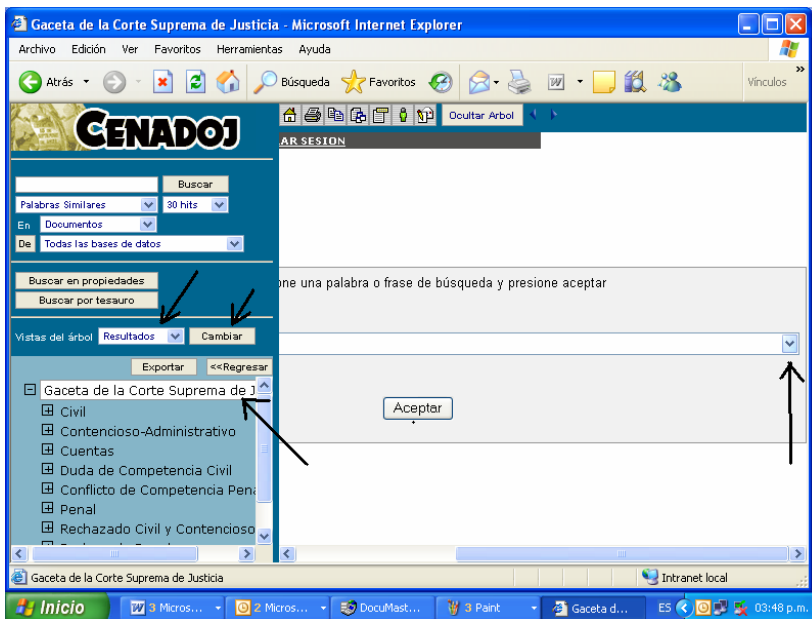 Gaceta de la Corte Suprema de Justicia - Microsoft Internet Explorer
Archivo Edición Ver Favoritos Herramientas Ayuda
Atrás Búsqueda Favoritos Vínculos
CENADOJ
Ocultar Arbol
AR SESION
Buscar
Palabras Similares 30 hits
En Documentos
De Todas las bases de datos
Buscar en propiedades
Buscar por tesauro
one una palabra o frase de búsqueda y presione aceptar
Vistas del árbol Resultados Cambiar
Exportar <<Regresar
Gaceta de la Corte Suprema de J
Civil
Aceptar
Contencioso-Administrativo
Cuentas
Duda de Competencia Civil
Conflicto de Competencia Pena
Penal
Rechazado Civil y Contencioso
Gaceta de la Corte Suprema de Justicia Intranet local
Inicio 3 Micros... 2 Micros... DocuMast... 3 Paint Gaceta d... ES 03:48 p.m.